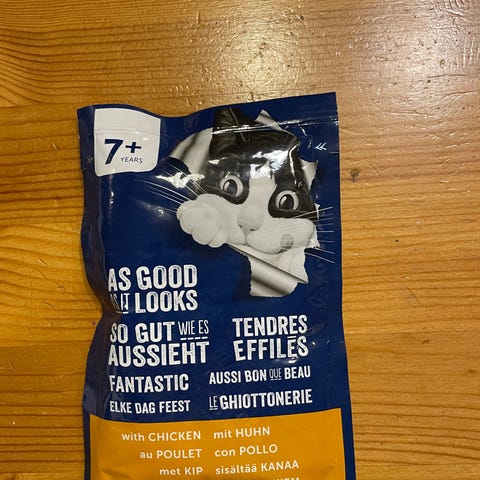 7+
YEARS
AS GOOD
AS IT LOOKS
SO GUT WIE ES
AUSSIEHT
TENDRES
EFFILÉS
FANTASTIC
AUSSI BON QUE BEAU
ELKE DAG FEEST
LE GHIOTTONERIE
with CHICKEN
mit HUHN
au POULET
con POLLO
met KIP
sisältää KANAA